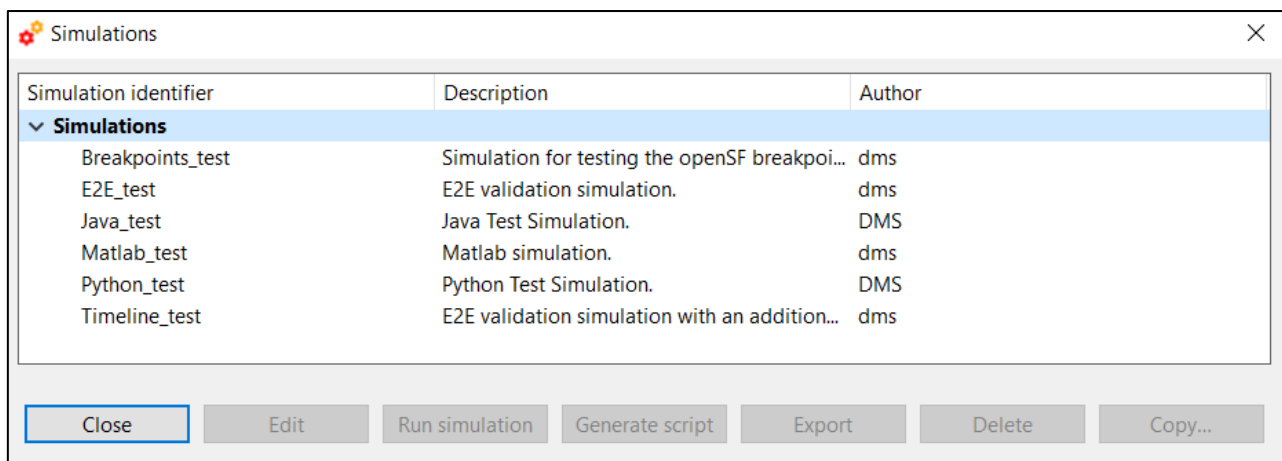 Simulations
Simulation identifier Description Author
Simulations
Breakpoints_test Simulation for testing the openSF breakpoi... dms
E2E_test E2E validation simulation. dms
Java_test Java Test Simulation. DMS
Matlab_test Matlab simulation. dms
Python_test Python Test Simulation. DMS
Timeline_test E2E validation simulation with an addition... dms
Close Edit Run simulation Generate script Export Delete Copy...